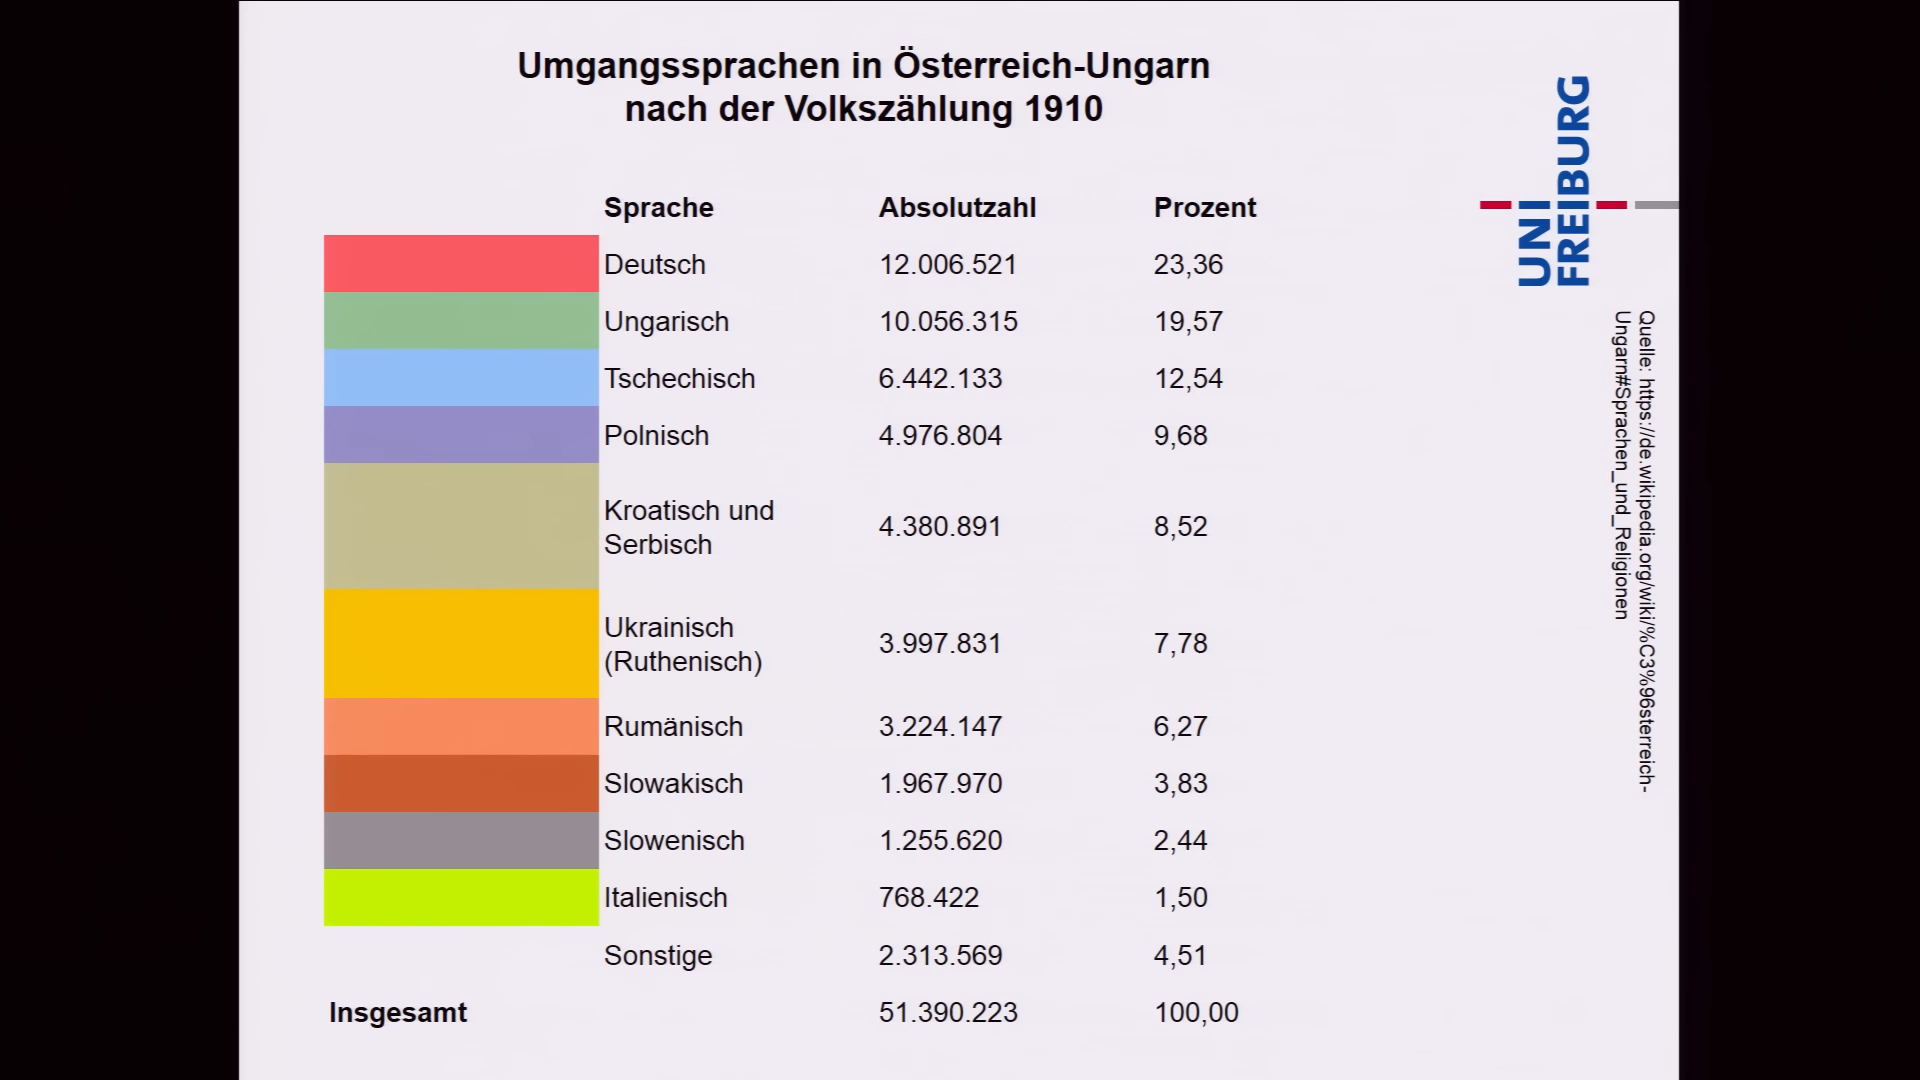 Umgangssprachen in Österreich-Ungarn
nach der Volkszählung 1910
Sprache Absolutzahl Prozent
Deutsch 12.006.521 23,36
Ungarisch 10.056.315 19,57
Tschechisch 6.442.133 12,54
Polnisch 4.976.804 9,68
Kroatisch und
Serbisch 4.380.891 8,52
Ukrainisch
(Ruthenisch) 3.997.831 7,78
Rumänisch 3.224.147 6,27
Slowakisch 1.967.970 3,83
Slowenisch 1.255.620 2,44
Italienisch 768.422 1,50
Sonstige 2.313.569 4,51
Insgesamt 51.390.223 100,00
UNI
FREIBURG
Quelle: https://de.wikipedia.org/wiki/%C3%96sterreich-
Ungarn#Sprachen_und_Religionen